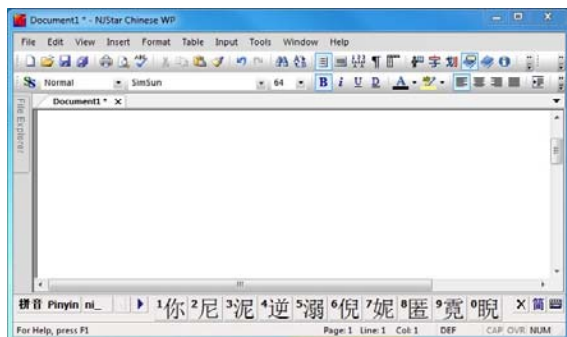 Document1 * - NJStar Chinese WP
File Edit View Insert Format Table Input Tools Window Help
Normal SimSun 64 B i U D A
Document1 * ×
File Explorer
拼音 Pinyin ni_ 1你 2尼 3泥 4逆 5溺 6倪 7妮 8匿 9霓 0睨 × 简
For Help, press F1 Page: 1 Line: 1 Col: 1 DEF CAP OVR NUM